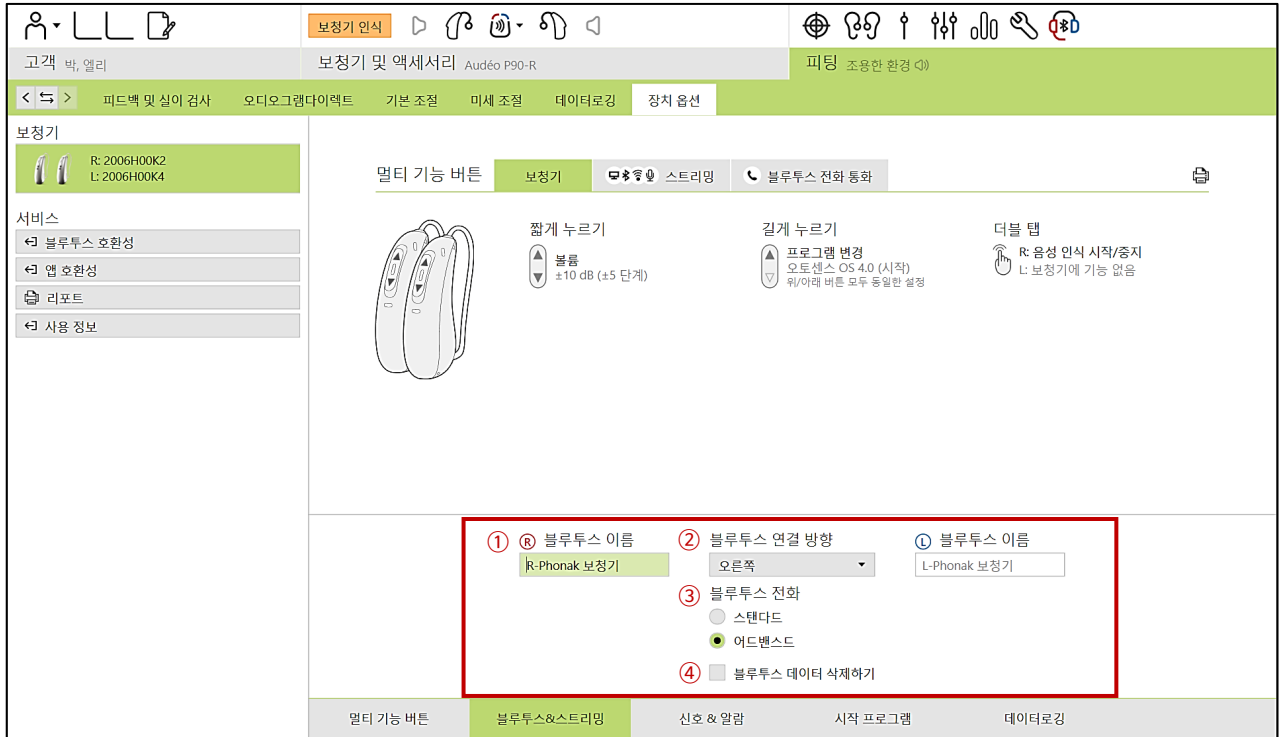 보청기 인식
고객 박, 엘리
보청기 및 액세서리 Audéo P90-R
피팅 조용한 환경
피드백 및 실이 검사 오디오그램다이렉트 기본 조절 미세 조절 데이터로깅 장치 옵션
보청기
R: 2006H00K2
L: 2006H00K4
서비스
블루투스 호환성
앱 호환성
리포트
사용 정보
멀티 기능 버튼 보청기 스트리밍 블루투스 전화 통화
짧게 누르기
볼륨
±10 dB (±5 단계)
길게 누르기
프로그램 변경
오토센스 OS 4.0 (시작)
위/아래 버튼 모두 동일한 설정
더블 탭
R: 음성 인식 시작/중지
L: 보청기에 기능 없음
① Ⓡ 블루투스 이름
R-Phonak 보청기
② 블루투스 연결 방향
오른쪽
Ⓛ 블루투스 이름
L-Phonak 보청기
③ 블루투스 전화
스탠다드
어드밴스드
④ 블루투스 데이터 삭제하기
멀티 기능 버튼 블루투스&스트리밍 신호 & 알람 시작 프로그램 데이터로깅